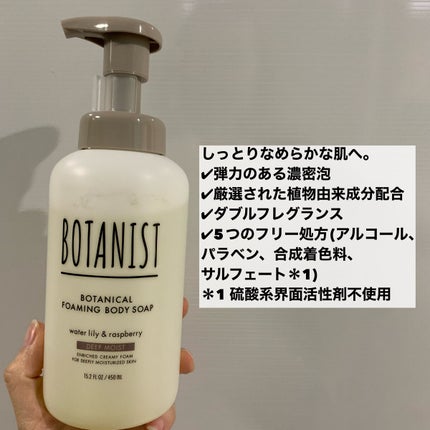 BOTANIST
BOTANICAL
FOAMING BODY SOAP
water lily & raspberry
DEEP MOIST
ENRICHED CREAMY FOAM
FOR DEEPLY MOISTURIZED SKIN
15.2 FL OZ / 450 ML
しっとりなめらかな肌へ。
✔弾力のある濃密泡
✔厳選された植物由来成分配合
✔ダブルフレグランス
✔5つのフリー処方(アルコール、
パラベン、合成着色料、
サルフェート＊1)
＊1 硫酸系界面活性剤不使用